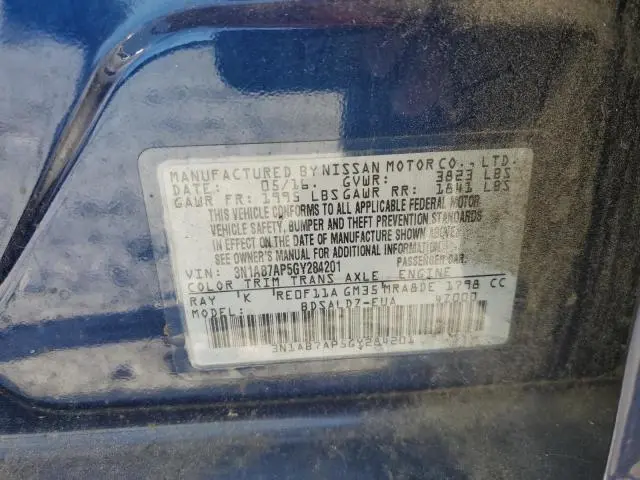 MANUFACTURED BY NISSAN MOTOR CO., LTD.
DATE: 05/16. GVWR: 3823 LBS
GAWR FR: 1995 LBS GAWR RR: 1841 LBS
THIS VEHICLE CONFORMS TO ALL APPLICABLE FEDERAL MOTOR
VEHICLE SAFETY, BUMPER AND THEFT PREVENTION STANDARDS
IN EFFECT ON THE DATE OF MANUFACTURE SHOWN ABOVE.
SEE OWNER'S MANUAL FOR ADDITIONAL INFORMATION.
VIN: 3N1AB7AP5GY284201 PASSENGER CAR
COLOR TRIM TRANS AXLE ENGINE
RAY K RE0F11A GM35 MRA8DE 1798 CC
MODEL: BDSALDZ-EUA 47000
3N1AB7AP5GY284201